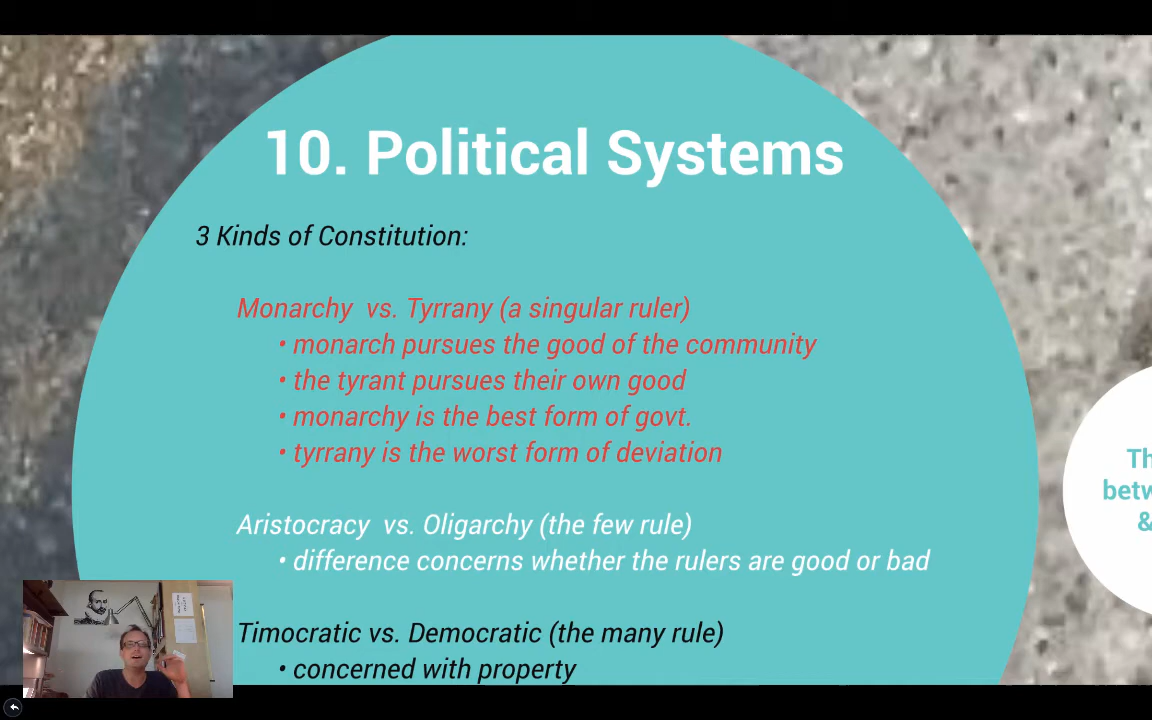 10. Political Systems
3 Kinds of Constitution:
Monarchy vs. Tyrrany (a singular ruler)
• monarch pursues the good of the community
• the tyrant pursues their own good
• monarchy is the best form of govt.
• tyrrany is the worst form of deviation
Aristocracy vs. Oligarchy (the few rule)
• difference concerns whether the rulers are good or bad
Timocratic vs. Democratic (the many rule)
• concerned with property
&